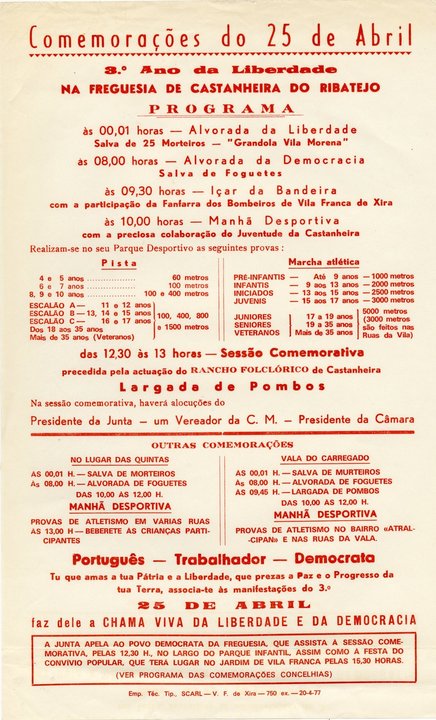 Comemorações do 25 de Abril
3.º Ano da Liberdade
NA FREGUESIA DE CASTANHEIRA DO RIBATEJO
PROGRAMA
às 00,01 horas — Alvorada da Liberdade
Salva de 25 Morteiros — "Grandola Vila Morena"
às 08,00 horas — Alvorada da Democracia
Salva de Foguetes
às 09,30 horas — Içar da Bandeira
com a participação da Fanfarra dos Bombeiros de Vila Franca de Xira
às 10,00 horas — Manhã Desportiva
com a preciosa colaboração do Juventude da Castanheira
Realizam-se no seu Parque Desportivo as seguintes provas :
Pista
4 e 5 anos .............. 60 metros
6 e 7 anos .............. 100 metros
8, 9 e 10 anos ........... 100 e 400 metros
ESCALÃO A — 11 e 12 anos
ESCALÃO B — 13, 14 e 15 anos
ESCALÃO C — 16 e 17 anos
Dos 18 aos 35 anos
Mais de 35 anos (Veteranos)
100, 400, 800
e 1500 metros
Marcha atlética
PRÉ-INFANTIS — Até 9 anos — 1000 metros
INFANTIS — 9 aos 13 anos — 2000 metros
INICIADOS — 13 aos 15 anos — 2500 metros
JUVENIS — 15 aos 17 anos — 3000 metros
JUNIORES 17 a 19 anos
SENIORES 19 a 35 anos
VETERANOS Mais de 35 anos
5000 metros
(3000 metros
são feitos nas
Ruas da Vila)
das 12,30 às 13 horas — Sessão Comemorativa
precedida pela actuação do RANCHO FOLCLÓRICO de Castanheira
Largada de Pombos
Na sessão comemorativa, haverá alocuções do
Presidente da Junta — um Vereador da C. M. — Presidente da Câmara
OUTRAS COMEMORAÇÕES
NO LUGAR DAS QUINTAS
AS 00,01 H. — SALVA DE MORTEIROS
Às 08,00 H. — ALVORADA DE FOGUETES
DAS 10,00 ÀS 12,00 H.
MANHÃ DESPORTIVA
PROVAS DE ATLETISMO EM VARIAS RUAS
AS 13,00 H — BEBERETE ÀS CRIANÇAS PARTI-
CIPANTES
VALA DO CARREGADO
AS 00,01 H. — SALVA DE MURTEIROS
Às 08,00 H. — ALVORADA DE FOGUETES
AS 09,45 H. — LARGADA DE POMBOS
DAS 10,00 ÀS 12,00 H.
MANHÃ DESPORTIVA
PROVAS DE ATLETISMO NO BAIRRO «ATRAL-
CIPAN» E NAS RUAS DA VALA.
Português — Trabalhador — Democrata
Tu que amas a tua Pátria e a Liberdade, que prezas a Paz e o Progresso da
tua Terra, associa-te às manifestações do 3.º
25 DE ABRIL
faz dele a CHAMA VIVA DA LIBERDADE E DA DEMOCRACIA
A JUNTA APELA AO POVO DEMOCRATA DA FREGUESIA, QUE ASSISTA A SESSÃO COME-
MORATIVA, PELAS 12,30 H., NO LARGO DO PARQUE INFANTIL, ASSIM COMO À FESTA DO
CONVIVIO POPULAR, QUE TERA LUGAR NO JARDIM DE VILA FRANCA PELAS 15,30 HORAS.
(VER PROGRAMA DAS COMEMORAÇÕES CONCELHIAS)
Emp. Téc. Tip., SCARL — V. F. de Xira — 750 ex. — 20-4-77